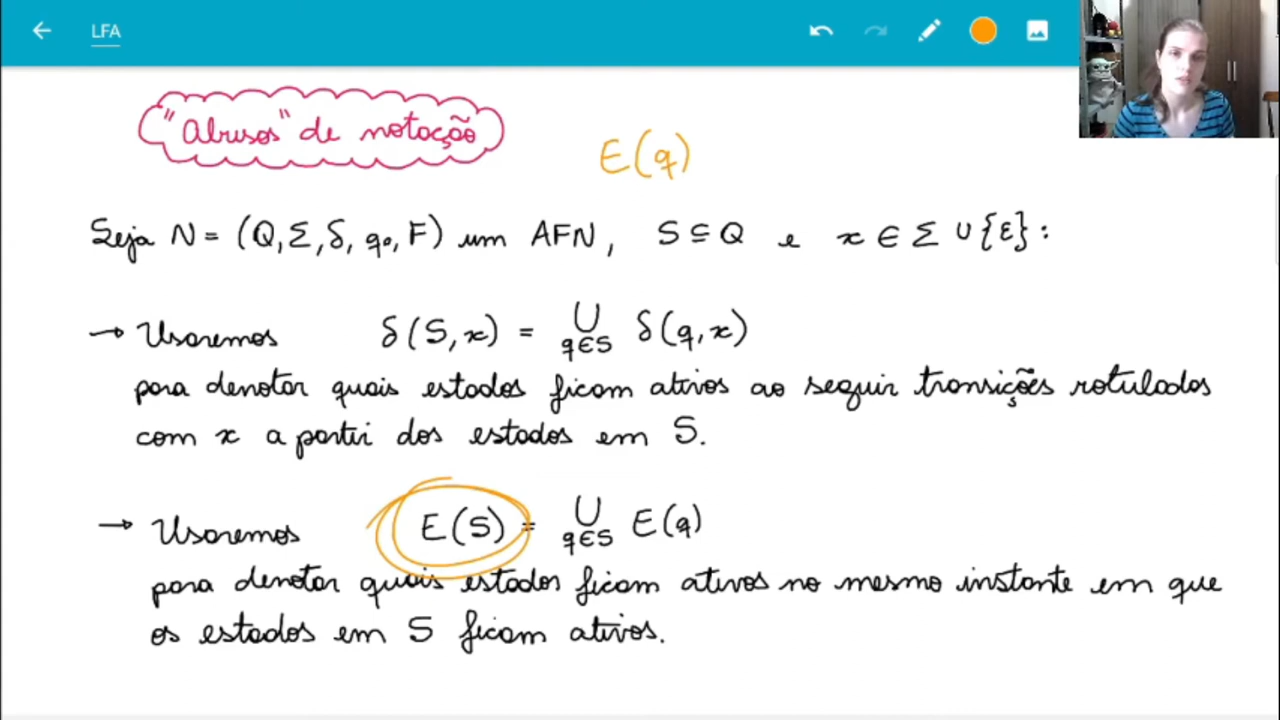 LFA
"Abusos" de notação
E(q)
Seja N = (Q, Σ, δ, q₀, F) um AFN, S ⊆ Q e x ∈ Σ ∪ {ε} :
→ Usaremos δ(S, x) = ∪ q∈S δ(q, x)
para denotar quais estados ficam ativos ao seguir transições rotuladas
com x a partir dos estados em S.
→ Usaremos E(S) = ∪ q∈S E(q)
para denotar quais estados ficam ativos no mesmo instante em que
os estados em S ficam ativos.